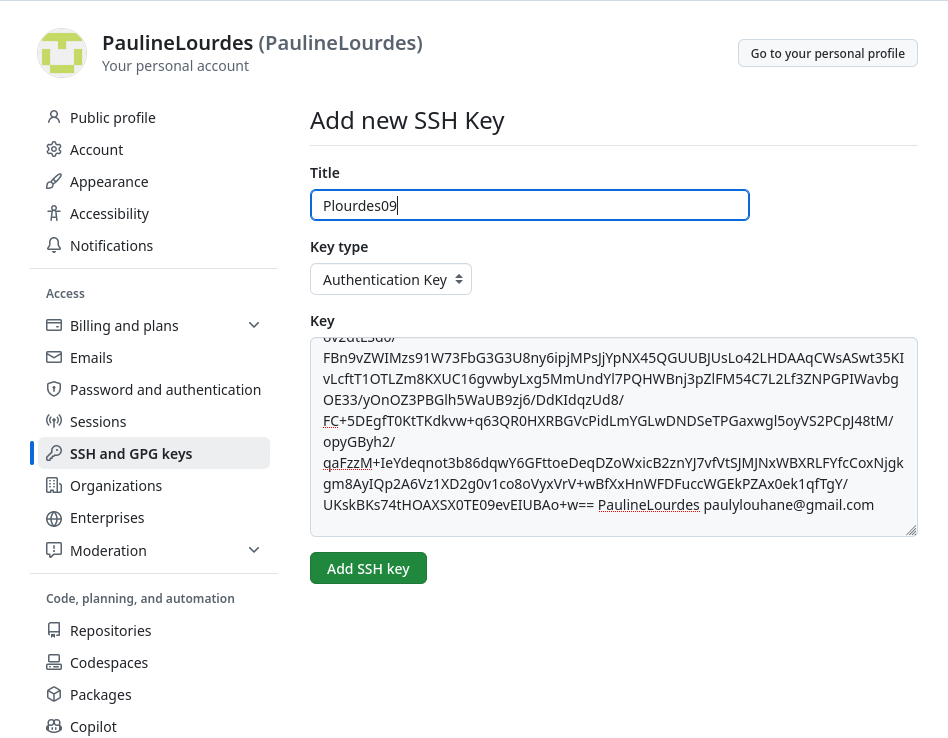 PaulineLourdes (PaulineLourdes)
Your personal account
Go to your personal profile
Public profile
Account
Appearance
Accessibility
Notifications
Access
Billing and plans
Emails
Password and authentication
Sessions
SSH and GPG keys
Organizations
Enterprises
Moderation
Code, planning, and automation
Repositories
Codespaces
Packages
Copilot
Add new SSH Key
Title
Plourdes09
Key type
Authentication Key
Key
FBn9vZWIMzs91W73FbG3G3U8ny6ipjMPsJjYpNX45QGUUBJUsLo42LHDAAqCWsASwt35KI
vLcftT1OTLZm8KXUC16gvwbyLxg5MmUndYl7PQHWBnj3pZlFM54C7L2Lf3ZNPGPIWavbg
OE33/yOnOZ3PBGlh5WaUB9zj6/DdKIdqzUd8/
FC+5DEgfT0KtTKdkvw+q63QR0HXRBGVcPidLmYGLwDNDSeTPGaxwgl5oyVS2PCpJ48tM/
opyGByh2/
qaFzzM+IeYdeqnot3b86dqwY6GFttoeDeqDZoWxicB2znYJ7vfVtSJMJNxWBXRLFYfcCoxNjgk
gm8AyIQp2A6Vz1XD2g0v1co8oVyxVrV+wBfXxHnWFDFuccWGEkPZAx0ek1qfTgY/
UKskBKs74tHOAXSX0TE09evEIUBAo+w== PaulineLourdes paulylouhane@gmail.com
Add SSH key